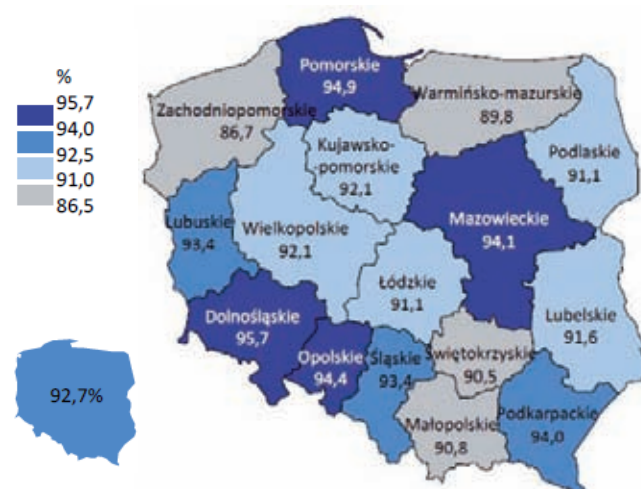 %
95,7
94,0
92,5
91,0
86,5
Pomorskie
94,9
Zachodniopomorskie
86,7
Warmińsko-mazurskie
89,8
Kujawsko-
-pomorskie
92,1
Podlaskie
91,1
Lubuskie
93,4
Wielkopolskie
92,1
Mazowieckie
94,1
Łódzkie
91,1
Lubelskie
91,6
Dolnośląskie
95,7
Opolskie
94,4
Śląskie
93,4
Świętokrzyskie
90,5
Małopolskie
90,8
Podkarpackie
94,0
92,7%